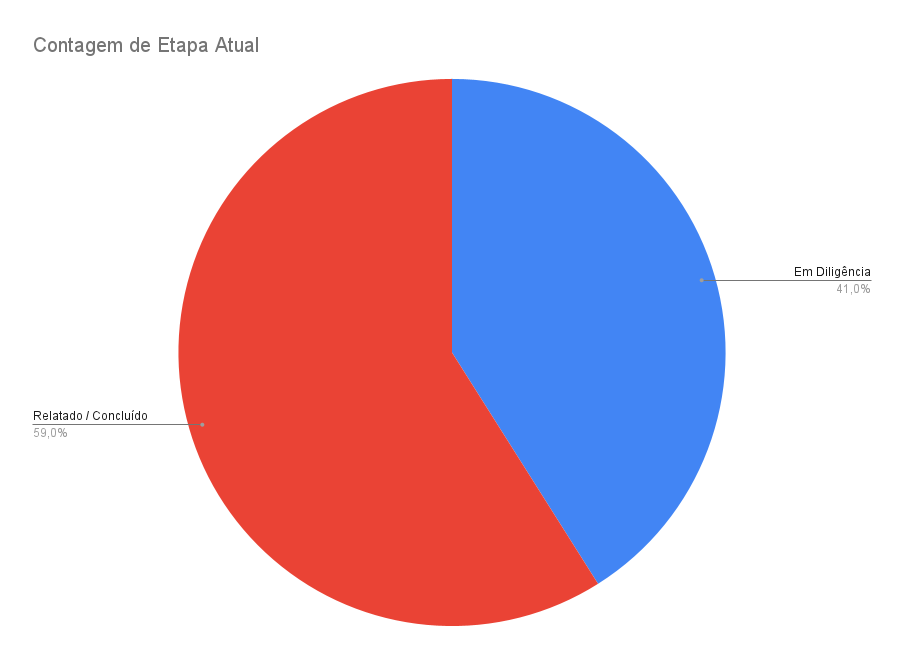 Contagem de Etapa Atual
Em Diligência
41,0%
Relatado / Concluído
59,0%